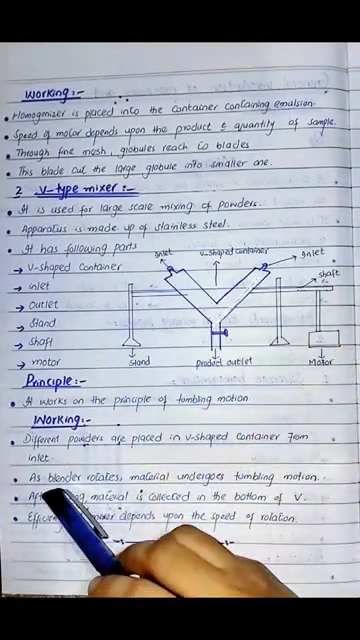 Working:-
• Homogenizer is placed into the container containing emulsion.
• Speed of motor depends upon the product & quantity of sample.
• Through fine mesh, globules reach to blades
• This blade cut the large globule into smaller one.
2 V-type mixer:-
• It is used for large scale mixing of powders.
• Apparatus is made up of stainless steel.
• It has following parts
→ V-shaped container
→ inlet
→ Outlet
→ Stand
→ Shaft
→ motor
Inlet
V-shaped container
Inlet
shaft
Stand
product outlet
Motor
Principle:-
• It works on the principle of tumbling motion
Working:-
• Different powders are placed in V-shaped container from
inlet
• As blender rotates, material undergoes tumbling motion.
• material is collected in the bottom of V.
• depends upon the speed of rotation.